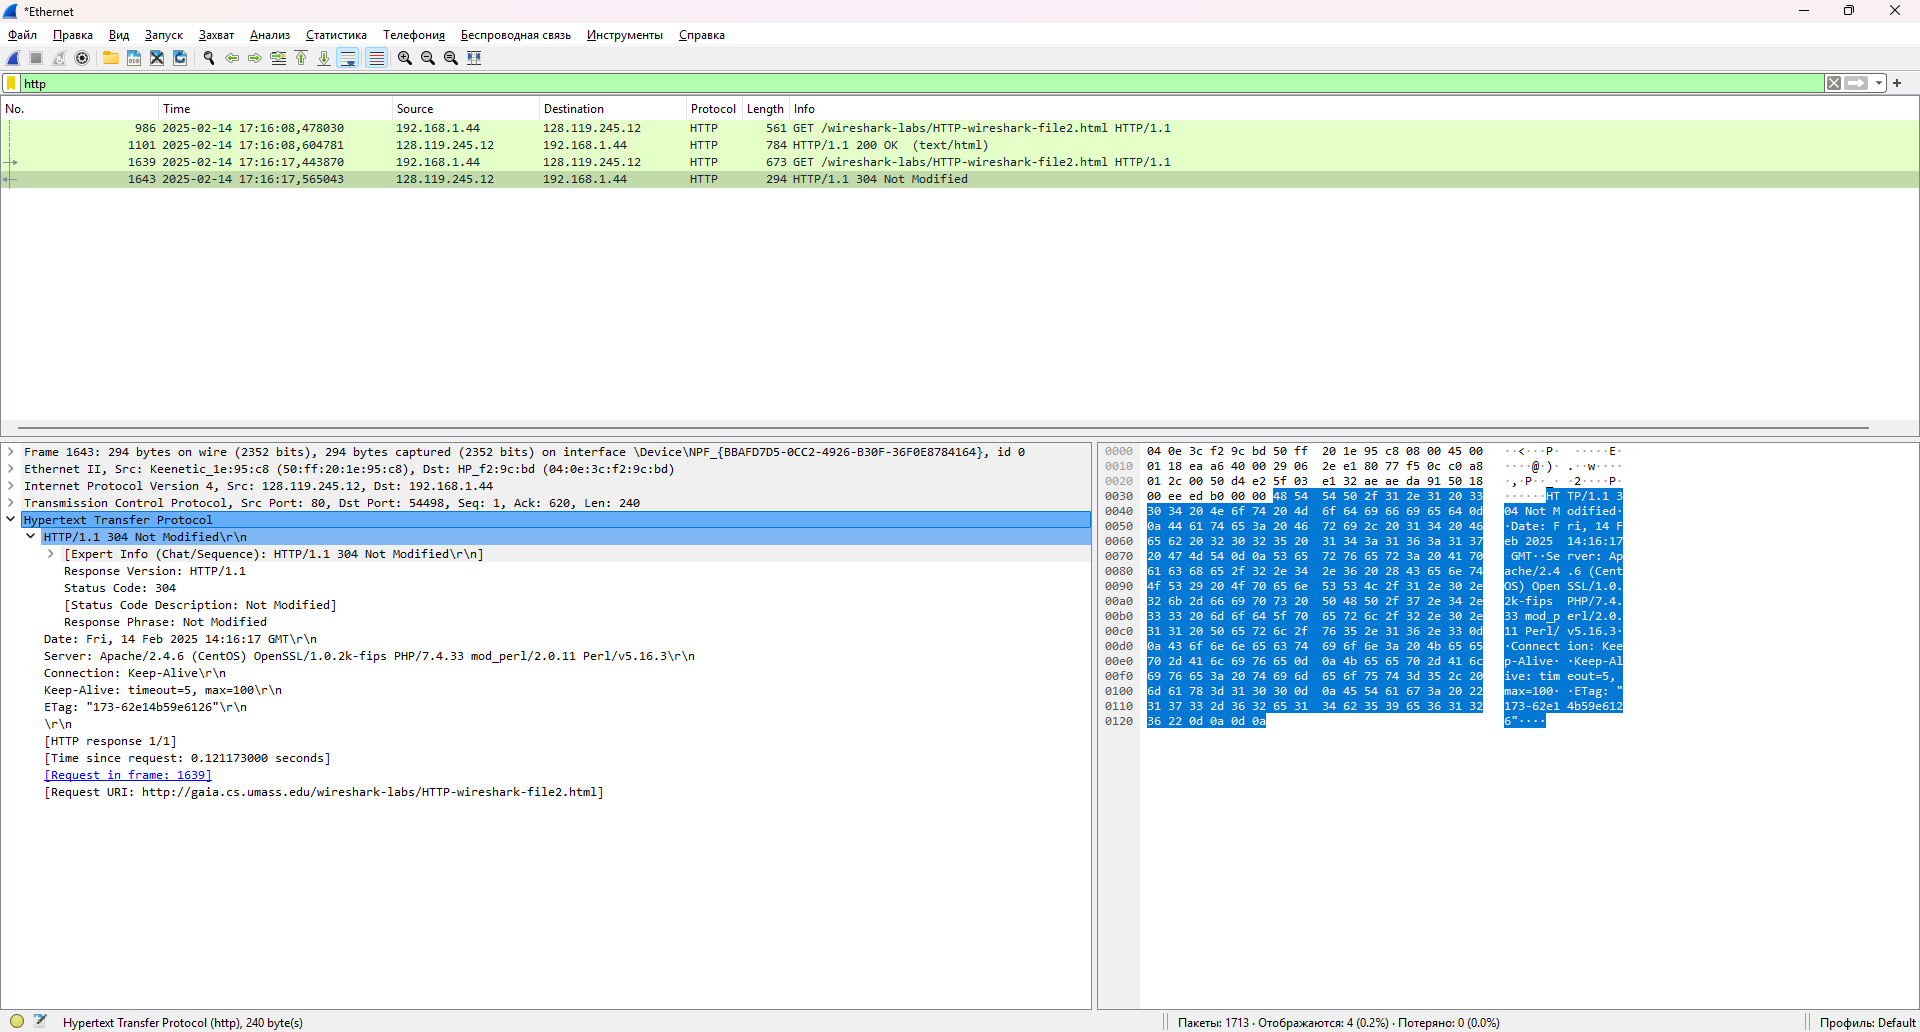 *Ethernet
Файл Правка Вид Запуск Захват Анализ Статистика Телефония Беспроводная связь Инструменты Справка
http
No. Time Source Destination Protocol Length Info
986 2025-02-14 17:16:08,478030 192.168.1.44 128.119.245.12 HTTP 561 GET /wireshark-labs/HTTP-wireshark-file2.html HTTP/1.1
1101 2025-02-14 17:16:08,604781 128.119.245.12 192.168.1.44 HTTP 784 HTTP/1.1 200 OK (text/html)
1639 2025-02-14 17:16:17,443870 192.168.1.44 128.119.245.12 HTTP 673 GET /wireshark-labs/HTTP-wireshark-file2.html HTTP/1.1
1643 2025-02-14 17:16:17,565043 128.119.245.12 192.168.1.44 HTTP 294 HTTP/1.1 304 Not Modified
Frame 1643: 294 bytes on wire (2352 bits), 294 bytes captured (2352 bits) on interface \Device\NPF_{BBAFD7D5-0CC2-4926-B30F-36F0E8784164}, id 0
Ethernet II, Src: Keenetic_1e:95:c8 (50:ff:20:1e:95:c8), Dst: HP_f2:9c:bd (04:0e:3c:f2:9c:bd)
Internet Protocol Version 4, Src: 128.119.245.12, Dst: 192.168.1.44
Transmission Control Protocol, Src Port: 80, Dst Port: 54498, Seq: 1, Ack: 620, Len: 240
Hypertext Transfer Protocol
HTTP/1.1 304 Not Modified\r\n
[Expert Info (Chat/Sequence): HTTP/1.1 304 Not Modified\r\n]
Response Version: HTTP/1.1
Status Code: 304
[Status Code Description: Not Modified]
Response Phrase: Not Modified
Date: Fri, 14 Feb 2025 14:16:17 GMT\r\n
Server: Apache/2.4.6 (CentOS) OpenSSL/1.0.2k-fips PHP/7.4.33 mod_perl/2.0.11 Perl/v5.16.3\r\n
Connection: Keep-Alive\r\n
Keep-Alive: timeout=5, max=100\r\n
ETag: "173-62e14b59e6126"\r\n
\r\n
[HTTP response 1/1]
[Time since request: 0.121173000 seconds]
[Request in frame: 1639]
[Request URI: http://gaia.cs.umass.edu/wireshark-labs/HTTP-wireshark-file2.html]
0000 04 0e 3c f2 9c bd 50 ff 20 1e 95 c8 08 00 45 00 ··<···P· ·····E·
0010 01 18 ea a6 40 00 29 06 2e e1 80 77 f5 0c c0 a8 ····@·)· .··w····
0020 01 2c 00 50 d4 e2 5f 03 e1 32 ae ae da 91 50 18 ·,·P··_· ·2····P·
0030 00 ee ed b0 00 00 48 54 54 50 2f 31 2e 31 20 33 ······HT TP/1.1 3
0040 30 34 20 4e 6f 74 20 4d 6f 64 69 66 69 65 64 0d 04 Not M odified·
0050 0a 44 61 74 65 3a 20 46 72 69 2c 20 31 34 20 46 ·Date: F ri, 14 F
0060 65 62 20 32 30 32 35 20 31 34 3a 31 36 3a 31 37 eb 2025 14:16:17
0070 20 47 4d 54 0d 0a 53 65 72 76 65 72 3a 20 41 70 GMT··Se rver: Ap
0080 61 63 68 65 2f 32 2e 34 2e 36 20 28 43 65 6e 74 ache/2.4 .6 (Cent
0090 4f 53 29 20 4f 70 65 6e 53 53 4c 2f 31 2e 30 2e OS) Open SSL/1.0.
00a0 32 6b 2d 66 69 70 73 20 50 48 50 2f 37 2e 34 2e 2k-fips PHP/7.4.
00b0 33 33 20 6d 6f 64 5f 70 65 72 6c 2f 32 2e 30 2e 33 mod_p erl/2.0.
00c0 31 31 20 50 65 72 6c 2f 76 35 2e 31 36 2e 33 0d 11 Perl/ v5.16.3·
00d0 0a 43 6f 6e 6e 65 63 74 69 6f 6e 3a 20 4b 65 65 ·Connect ion: Kee
00e0 70 2d 41 6c 69 76 65 0d 0a 4b 65 65 70 2d 41 6c p-Alive· ·Keep-Al
00f0 69 76 65 3a 20 74 69 6d 65 6f 75 74 3d 35 2c 20 ive: tim eout=5,
0100 6d 61 78 3d 31 30 30 0d 0a 45 54 61 67 3a 20 22 max=100· ·ETag: "
0110 31 37 33 2d 36 32 65 31 34 62 35 39 65 36 31 32 173-62e1 4b59e612
0120 36 22 0d 0a 0d 0a 6"····
Hypertext Transfer Protocol (http), 240 byte(s)
Пакеты: 1713 · Отображаются: 4 (0.2%) · Потеряно: 0 (0.0%)
Профиль: Default